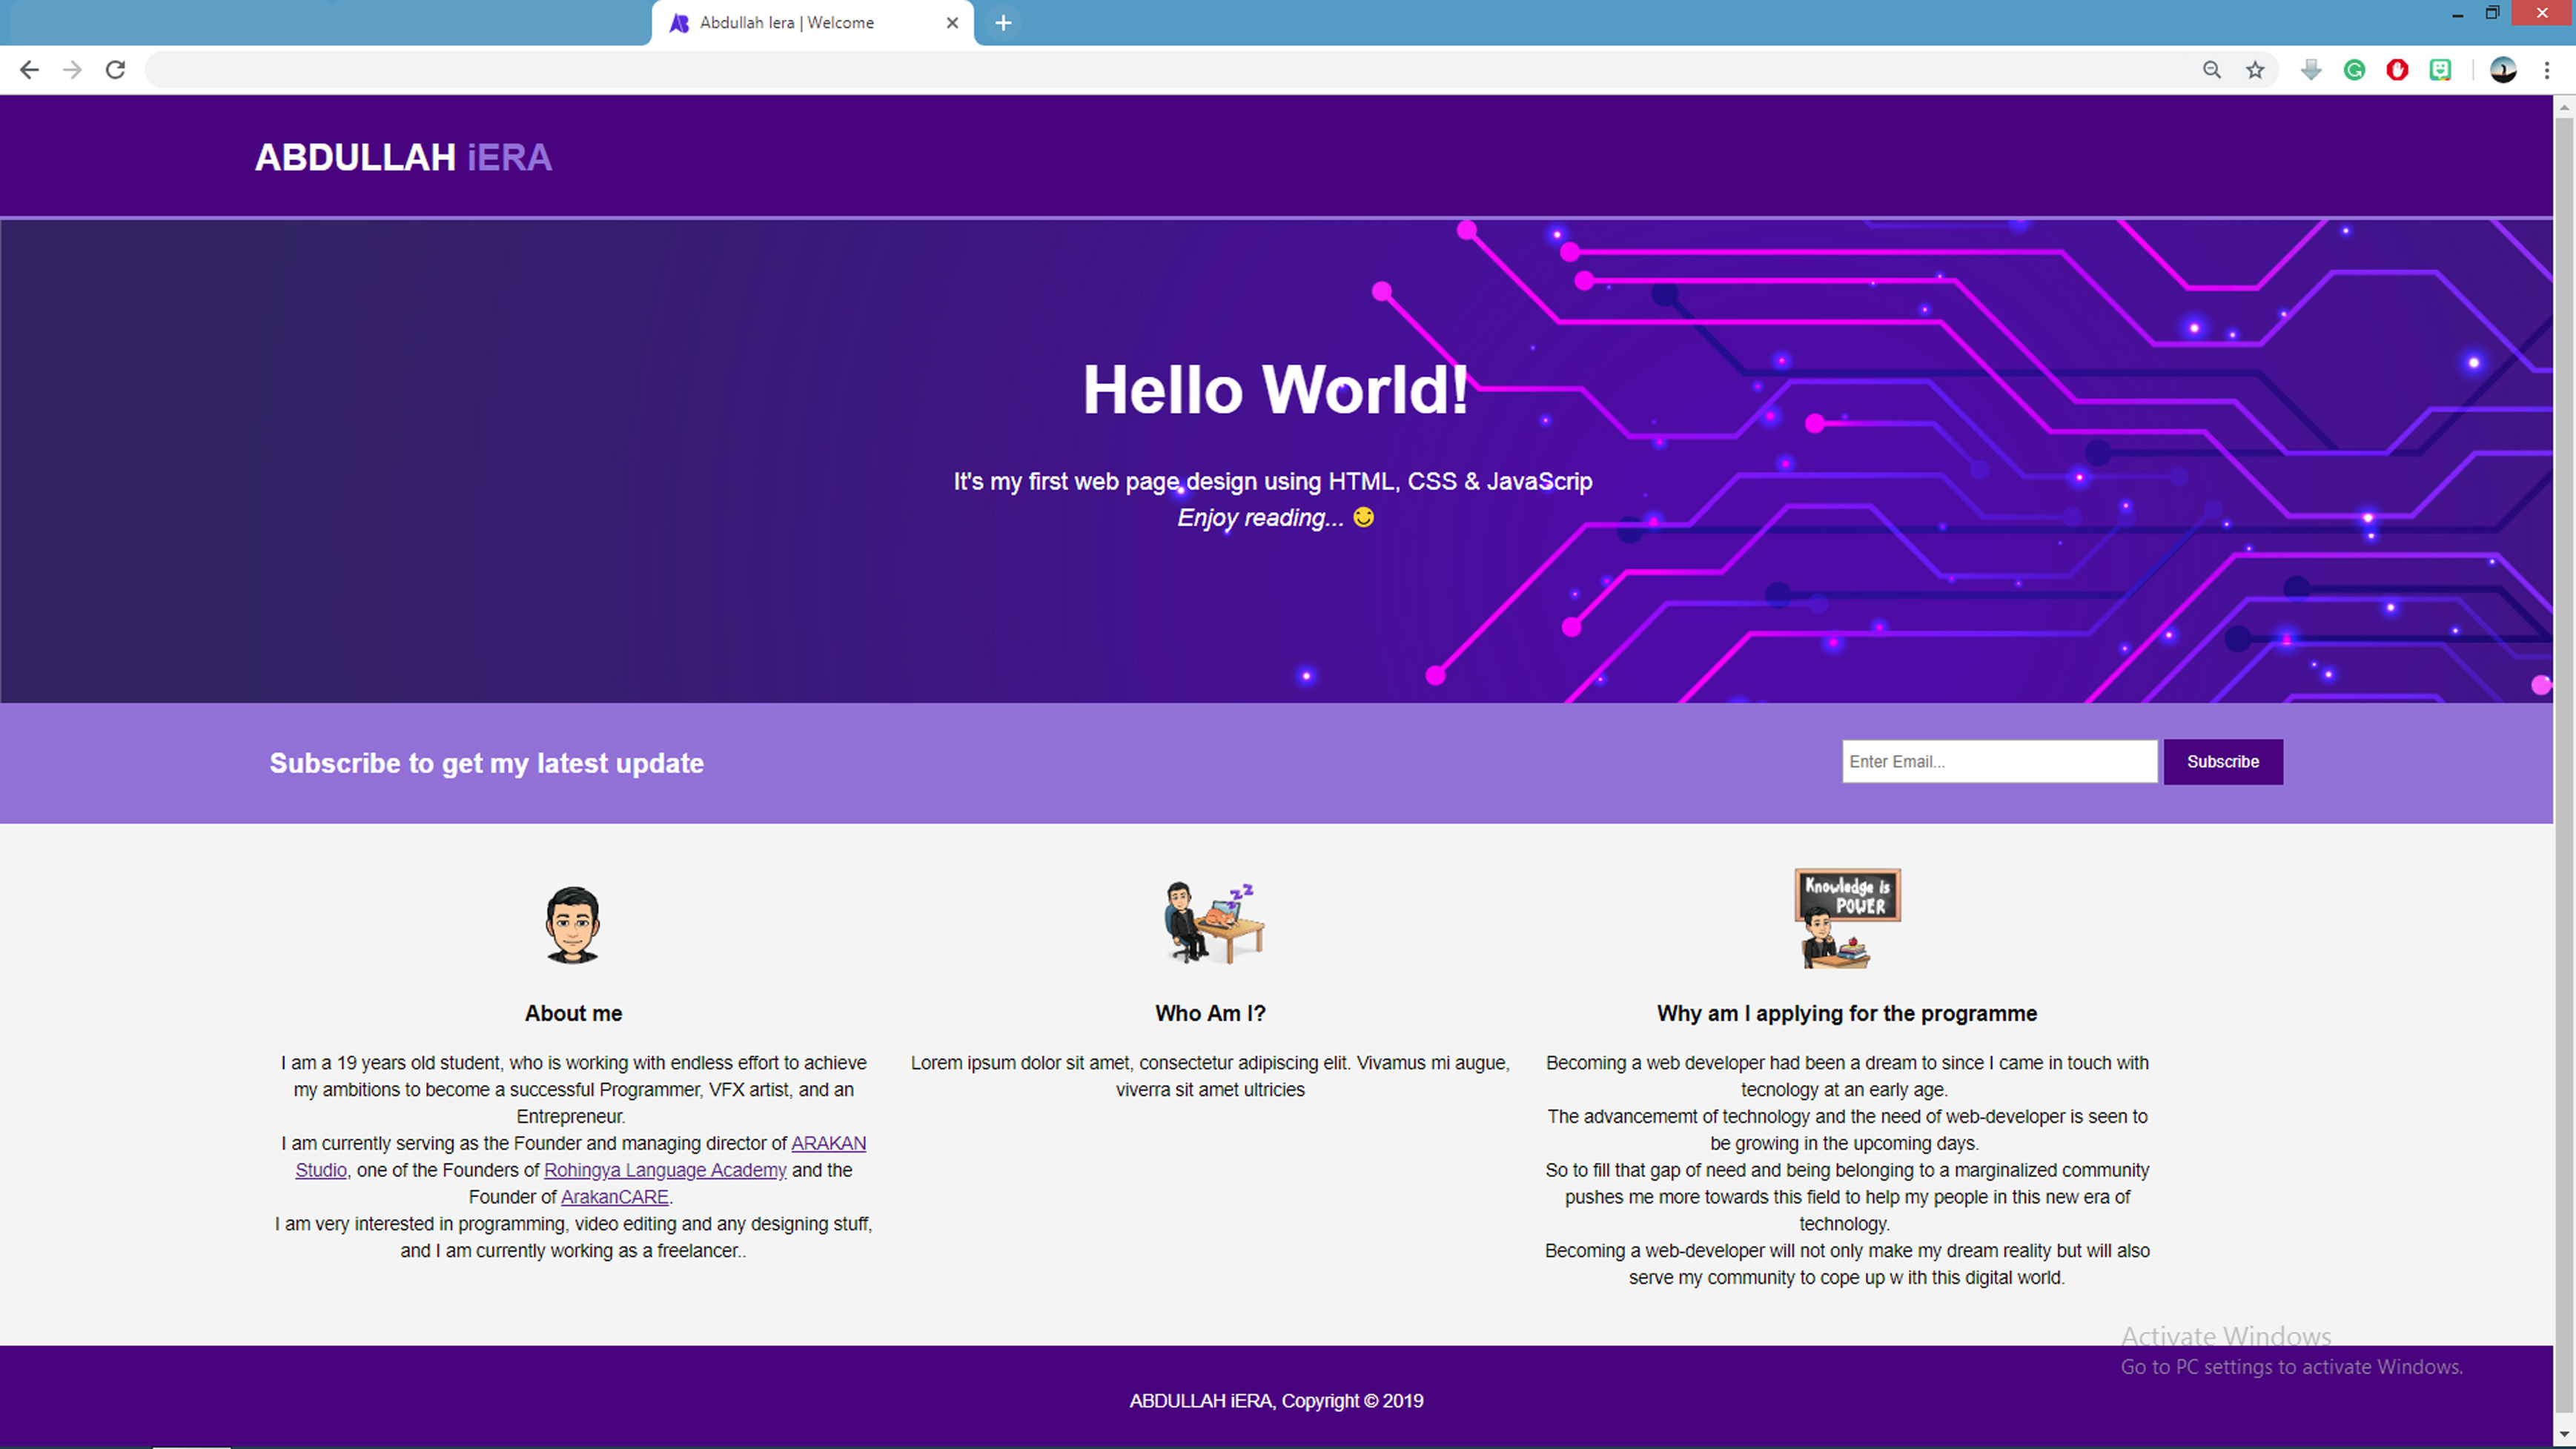 Abdullah Iera | Welcome
ABDULLAH iERA
Hello World!
It's my first web page design using HTML, CSS & JavaScrip
Enjoy reading... 😊
Subscribe to get my latest update
Enter Email...
Subscribe
zz
Knowledge is
POWER
About me
I am a 19 years old student, who is working with endless effort to achieve
my ambitions to become a successful Programmer, VFX artist, and an
Entrepreneur.
I am currently serving as the Founder and managing director of ARAKAN
Studio, one of the Founders of Rohingya Language Academy and the
Founder of ArakanCARE.
I am very interested in programming, video editing and any designing stuff,
and I am currently working as a freelancer..
Who Am I?
Lorem ipsum dolor sit amet, consectetur adipiscing elit. Vivamus mi augue,
viverra sit amet ultricies
Why am I applying for the programme
Becoming a web developer had been a dream to since I came in touch with
tecnology at an early age.
The advancememt of technology and the need of web-developer is seen to
be growing in the upcoming days.
So to fill that gap of need and being belonging to a marginalized community
pushes me more towards this field to help my people in this new era of
technology.
Becoming a web-developer will not only make my dream reality but will also
serve my community to cope up w ith this digital world.
Activate Windows
Go to PC settings to activate Windows.
ABDULLAH iERA, Copyright © 2019